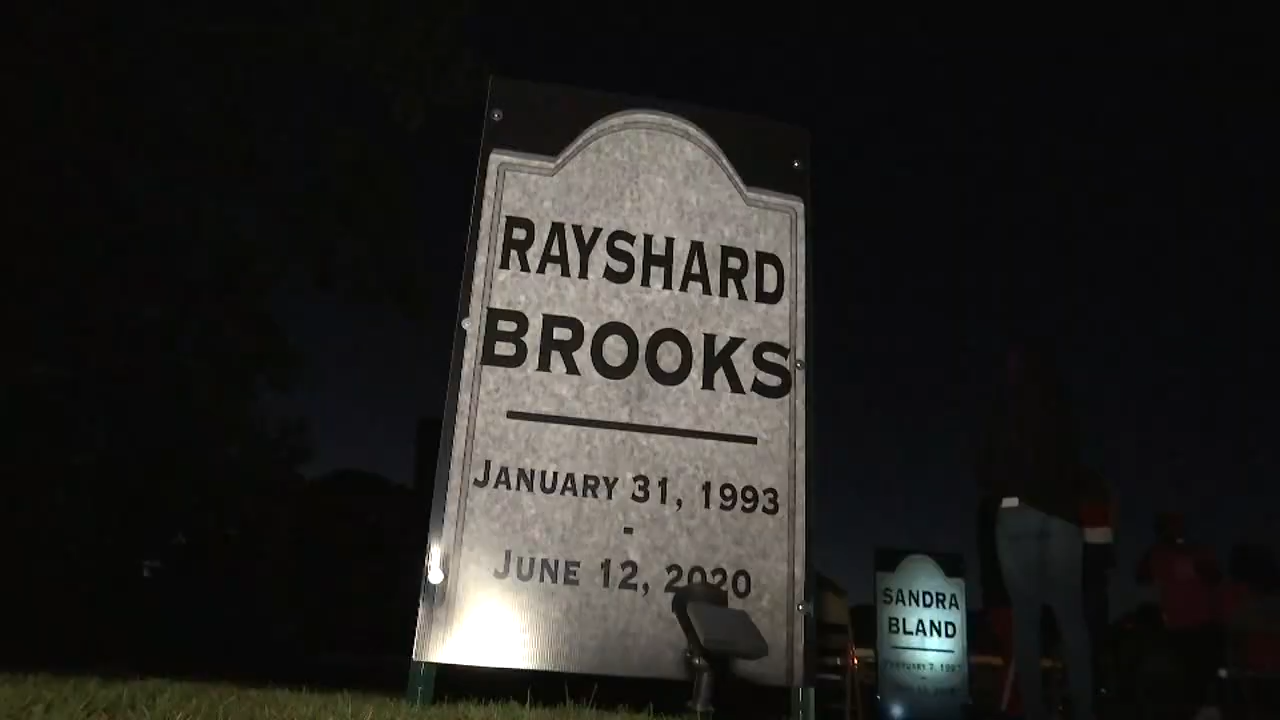 RAYSHARD
BROOKS
JANUARY 31, 1993
-
JUNE 12, 2020
SANDRA
BLAND